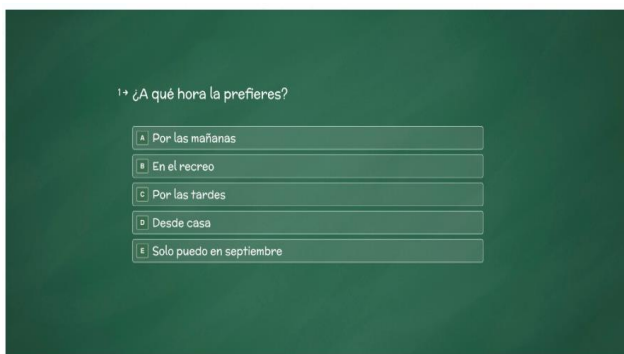 1→ ¿A qué hora la prefieres?
A Por las mañanas
B En el recreo
C Por las tardes
D Desde casa
E Solo puedo en septiembre